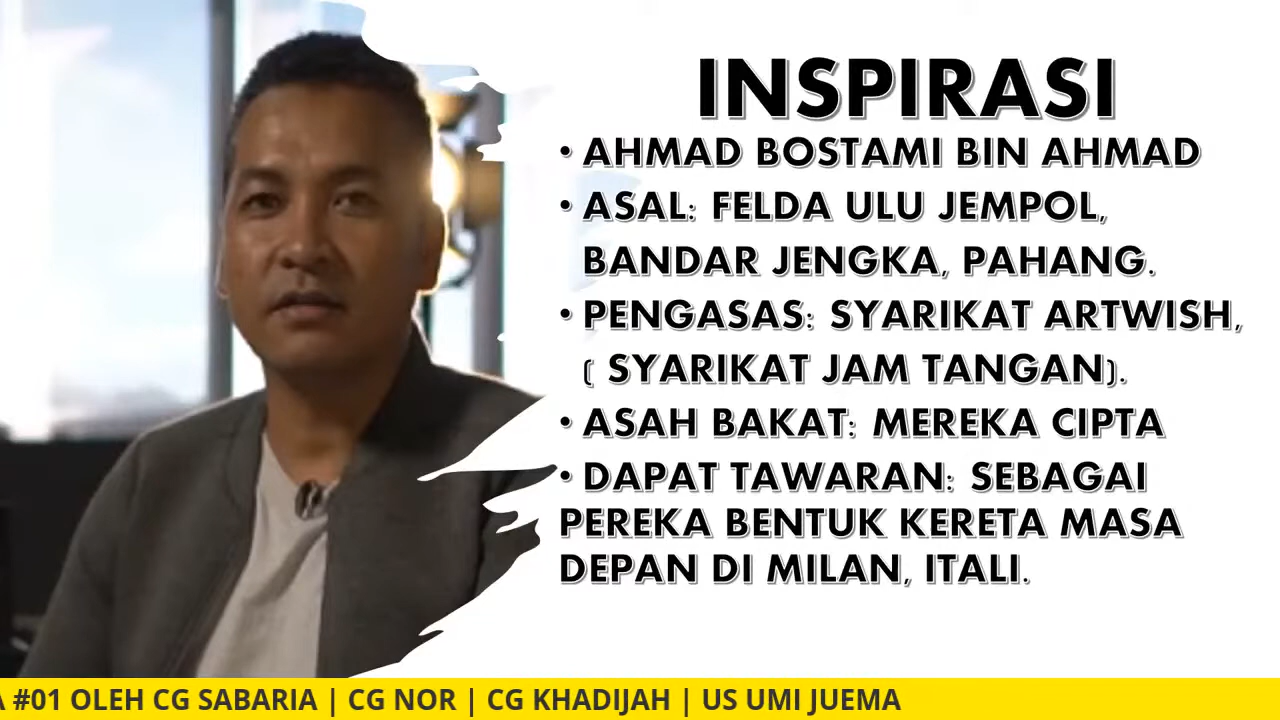 INSPIRASI
• AHMAD BOSTAMI BIN AHMAD
• ASAL: FELDA ULU JEMPOL,
BANDAR JENGKA, PAHANG.
• PENGASAS: SYARIKAT ARTWISH,
( SYARIKAT JAM TANGAN).
• ASAH BAKAT: MEREKA CIPTA
• DAPAT TAWARAN: SEBAGAI
PEREKA BENTUK KERETA MASA
DEPAN DI MILAN, ITALI.
A #01 OLEH CG SABARIA | CG NOR | CG KHADIJAH | US UMI JUEMA